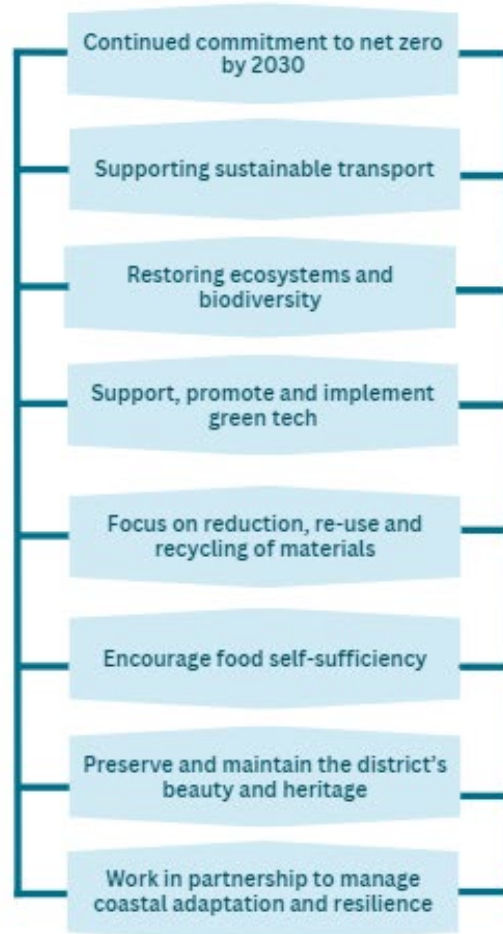 Continued commitment to net zero
by 2030
Supporting sustainable transport
Restoring ecosystems and
biodiversity
Support, promote and implement
green tech
Focus on reduction, re-use and
recycling of materials
Encourage food self-sufficiency
Preserve and maintain the district's
beauty and heritage
Work in partnership to manage
coastal adaptation and resilience